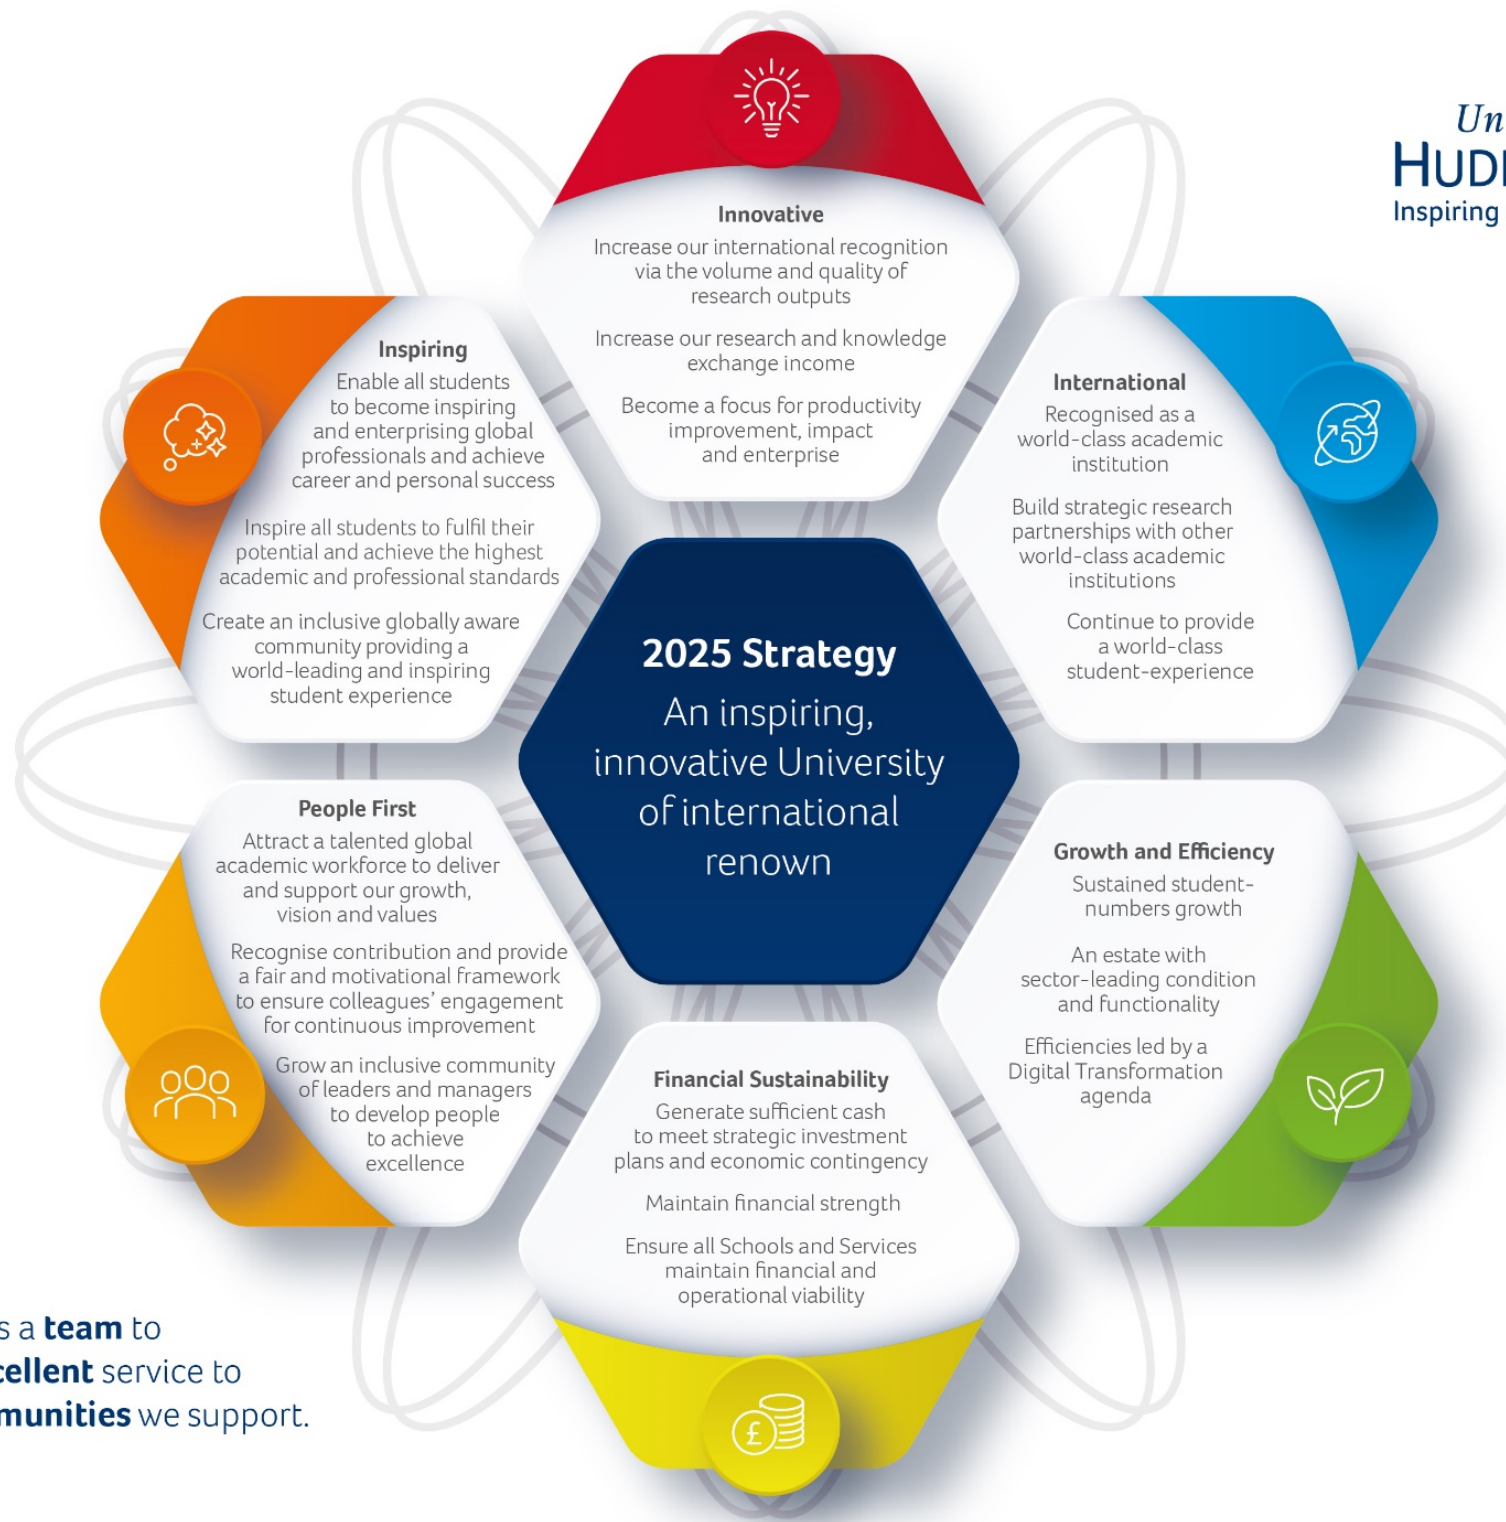 Un
HUD
Inspiring
Innovative
Increase our international recognition
via the volume and quality of
research outputs
Increase our research and knowledge
exchange income
Become a focus for productivity
improvement, impact
and enterprise
Inspiring
Enable all students
to become inspiring
and enterprising global
professionals and achieve
career and personal success
Inspire all students to fulfil their
potential and achieve the highest
academic and professional standards
Create an inclusive globally aware
community providing a
world-leading and inspiring
student experience
International
Recognised as a
world-class academic
institution
Build strategic research
partnerships with other
world-class academic
institutions
Continue to provide
a world-class
student-experience
2025 Strategy
An inspiring,
innovative University
of international
renown
People First
Attract a talented global
academic workforce to deliver
and support our growth,
vision and values
Recognise contribution and provide
a fair and motivational framework
to ensure colleagues' engagement
for continuous improvement
Grow an inclusive community
of leaders and managers
to develop people
to achieve
excellence
Growth and Efficiency
Sustained student-
numbers growth
An estate with
sector-leading condition
and functionality
Efficiencies led by a
Digital Transformation
agenda
Financial Sustainability
Generate sufficient cash
to meet strategic investment
plans and economic contingency
Maintain financial strength
Ensure all Schools and Services
maintain financial and
operational viability
£
s a team to
cellent service to
munities we support.